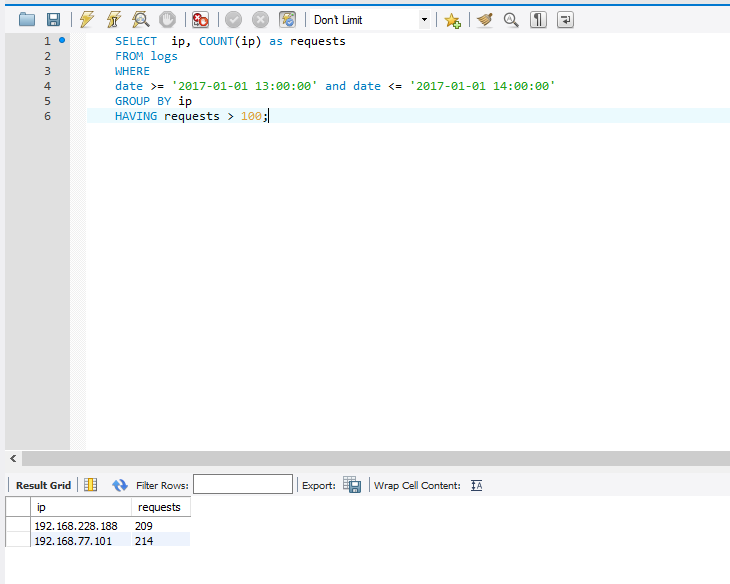 Don't Limit
1 SELECT  ip, COUNT(ip) as requests
2 FROM logs
3 WHERE
4 date >= '2017-01-01 13:00:00' and date <= '2017-01-01 14:00:00'
5 GROUP BY ip
6 HAVING requests > 100;
Result Grid Filter Rows: Export: Wrap Cell Content:
ip requests
192.168.228.188 209
192.168.77.101 214